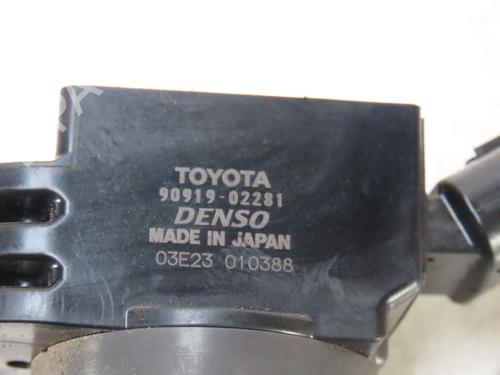 TOYOTA
90919-02281
DENSO
MADE IN JAPAN
03E23 010388